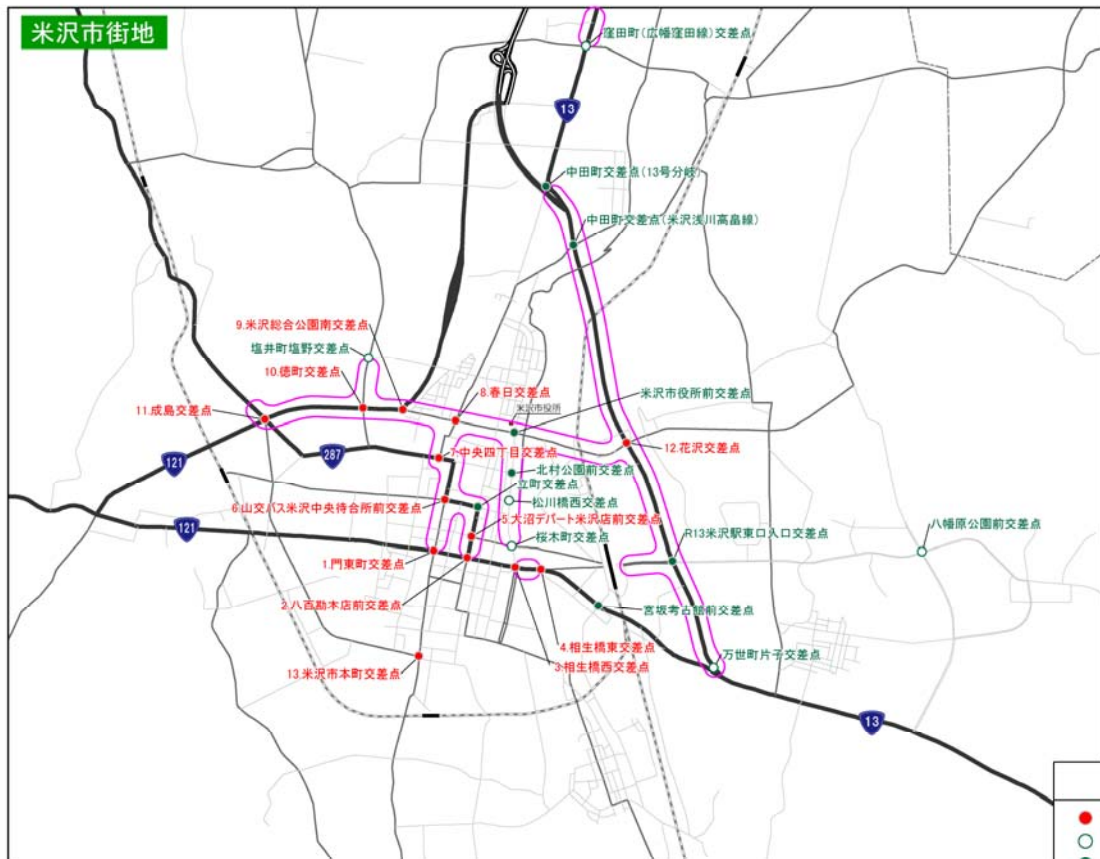 米沢市街地
窪田町(広幡窪田線)交差点
13
中田町交差点(13号分岐)
中田町交差点(米沢浅川高畠線)
9.米沢総合公園南交差点
塩井町塩野交差点
10.徳町交差点
8.春日交差点
米沢市役所前交差点
米沢市役所
11.成島交差点
12.花沢交差点
7.中央四丁目交差点
287
121
北村公園前交差点
立町交差点
6.山交バス米沢中央待合所前交差点
松川橋西交差点
5.大沼デパート米沢店前交差点
121
八幡原公園前交差点
桜木町交差点
R13米沢駅東口入口交差点
1.門東町交差点
2.八百勘木店前交差点
宮坂考古館前交差点
4.相生橋東交差点
万世町片子交差点
3.相生橋西交差点
13.米沢市本町交差点
13